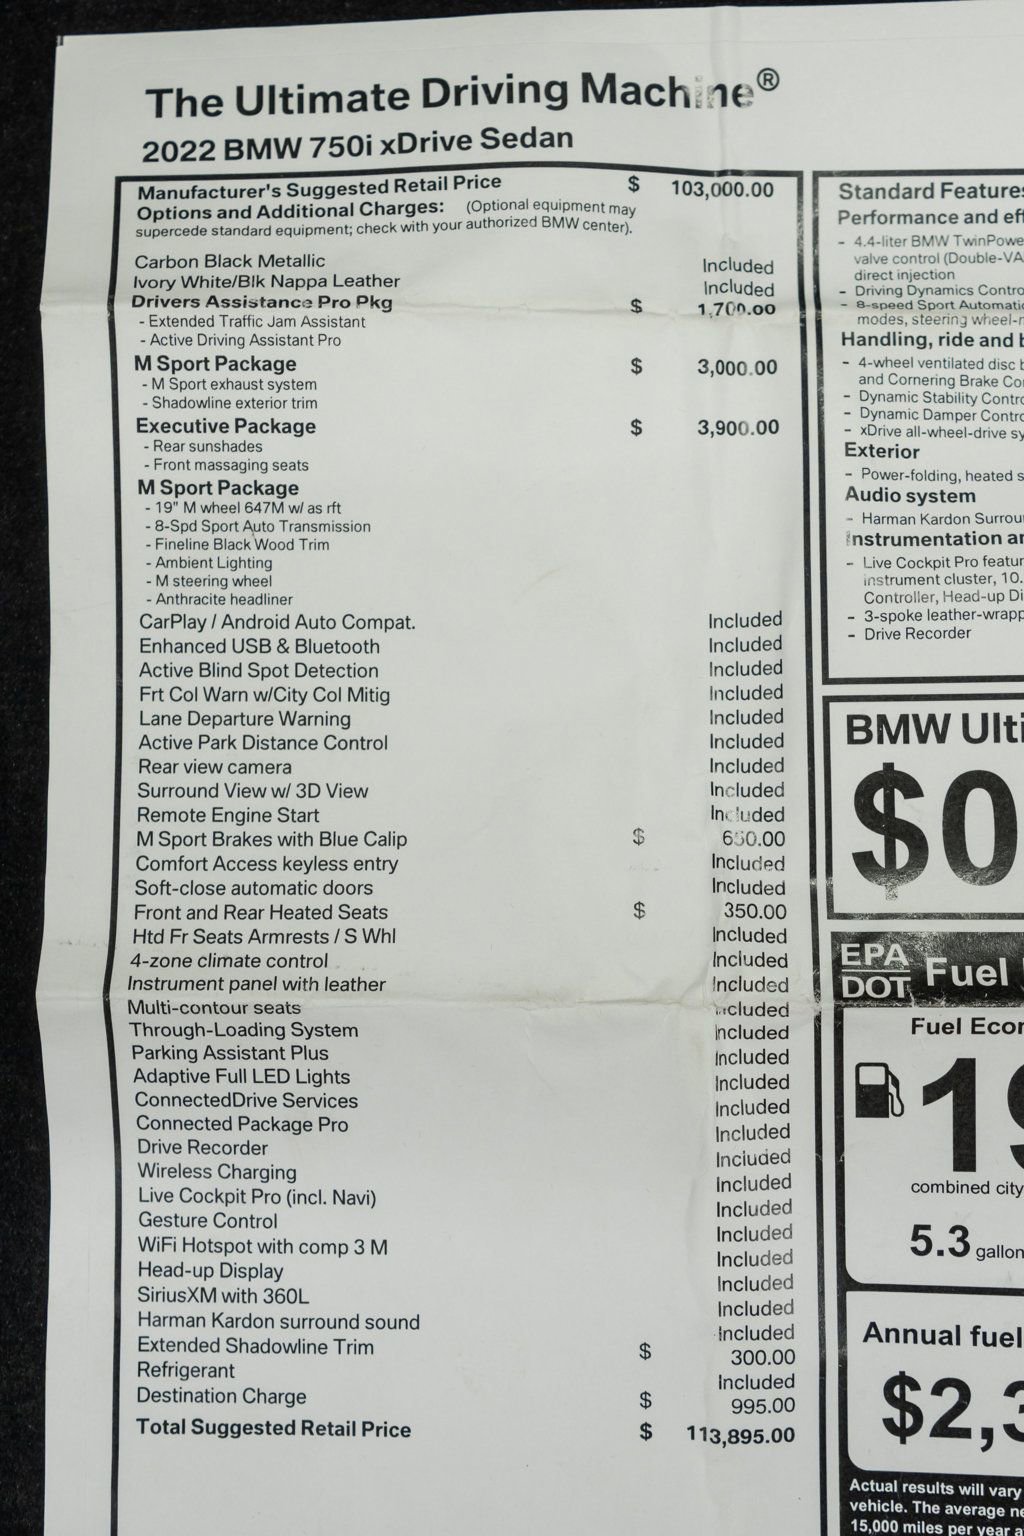 The Ultimate Driving Machine®
2022 BMW 750i xDrive Sedan
Manufacturer's Suggested Retail Price $ 103,000.00
Options and Additional Charges: (Optional equipment may
supercede standard equipment; check with your authorized BMW center).
Carbon Black Metallic Included
Ivory White/Blk Nappa Leather Included
Drivers Assistance Pro Pkg $ 1,700.00
- Extended Traffic Jam Assistant
- Active Driving Assistant Pro
M Sport Package $ 3,000.00
- M Sport exhaust system
- Shadowline exterior trim
Executive Package $ 3,900.00
- Rear sunshades
- Front massaging seats
M Sport Package
- 19" M wheel 647M w/ as rft
- 8-Spd Sport Auto Transmission
- Fineline Black Wood Trim
- Ambient Lighting
- M steering wheel
- Anthracite headliner
CarPlay / Android Auto Compat. Included
Enhanced USB & Bluetooth Included
Active Blind Spot Detection Included
Frt Col Warn w/City Col Mitig Included
Lane Departure Warning Included
Active Park Distance Control Included
Rear view camera Included
Surround View w/ 3D View Included
Remote Engine Start Included
M Sport Brakes with Blue Calip $ 650.00
Comfort Access keyless entry Included
Soft-close automatic doors Included
Front and Rear Heated Seats $ 350.00
Htd Fr Seats Armrests / S Whl Included
4-zone climate control Included
Instrument panel with leather Included
Multi-contour seats Included
Through-Loading System Included
Parking Assistant Plus Included
Adaptive Full LED Lights Included
ConnectedDrive Services Included
Connected Package Pro Included
Drive Recorder Included
Wireless Charging Included
Live Cockpit Pro (incl. Navi) Included
Gesture Control Included
WiFi Hotspot with comp 3 M Included
Head-up Display Included
SiriusXM with 360L Included
Harman Kardon surround sound Included
Extended Shadowline Trim $ 300.00
Refrigerant Included
Destination Charge $ 995.00
Total Suggested Retail Price $ 113,895.00
Standard Features
Performance and eff
- 4.4-liter BMW TwinPowe
valve control (Double-VA
direct injection
- Driving Dynamics Contro
- 8-speed Sport Automatic
modes, steering wheel-m
Handling, ride and b
- 4-wheel ventilated disc b
and Cornering Brake Co
- Dynamic Stability Contro
- Dynamic Damper Contro
- xDrive all-wheel-drive sy
Exterior
- Power-folding, heated s
Audio system
- Harman Kardon Surrou
Instrumentation an
- Live Cockpit Pro featur
instrument cluster, 10.
Controller, Head-up Di
- 3-spoke leather-wrapp
- Drive Recorder
BMW Ulti
$0
EPA
DOT Fuel
Fuel Econ
19
combined city
5.3 gallon
Annual fuel
$2,3
Actual results will vary
vehicle. The average ne
15,000 miles per year a